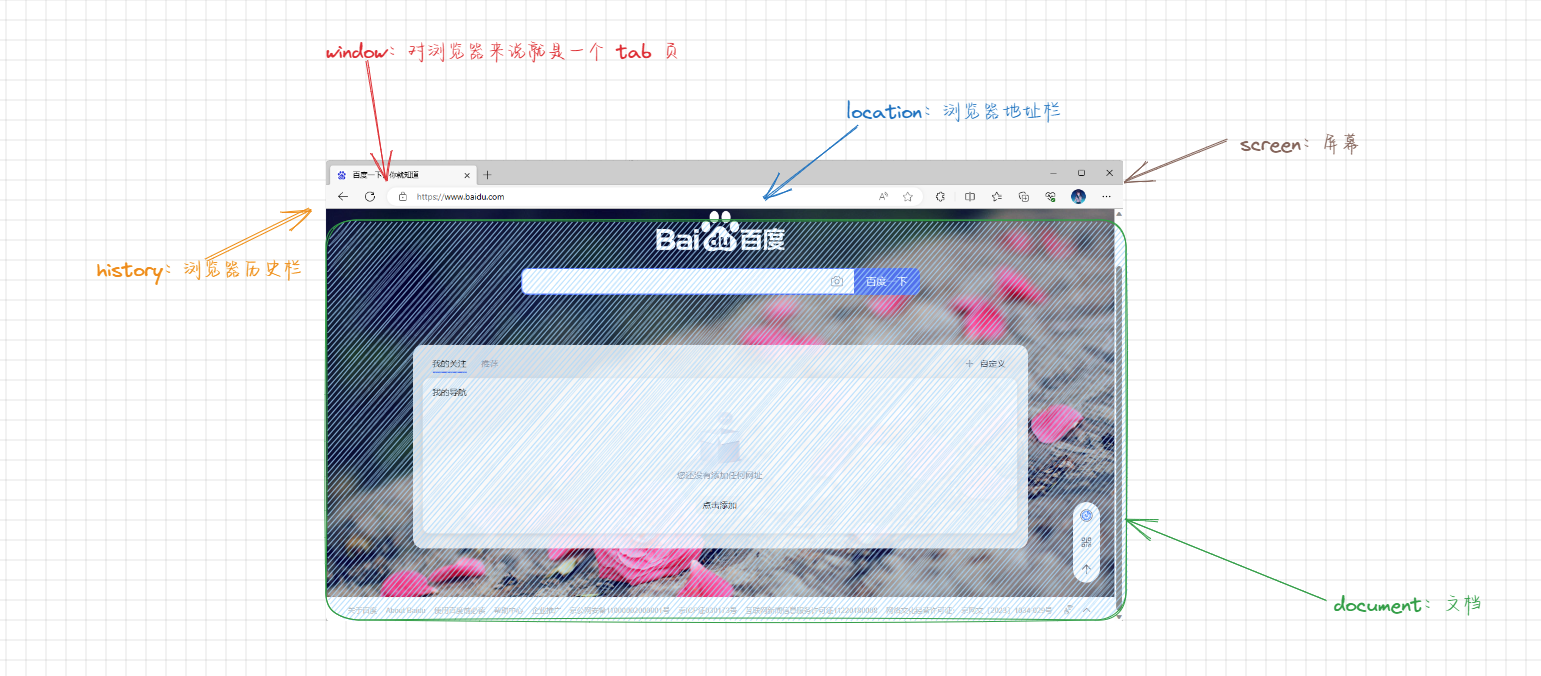 window: 对浏览器来说就是一个 tab 页
location: 浏览器地址栏
screen: 屏幕
百度一下,你就知道
https://www.baidu.com
history: 浏览器历史栏
Bai du 百度
百度一下
我的关注 推荐 自定义
我的导航
您还没有添加任何网址
点击添加
document: 文档
关于百度 About Baidu 使用百度前必读 帮助中心 企业推广